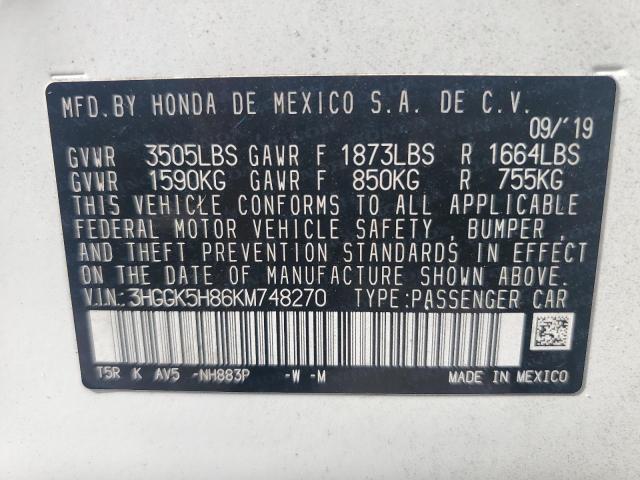 MFD. BY HONDA DE MEXICO S.A. DE C.V.
09/'19
GVWR 3505LBS GAWR F 1873LBS R 1664LBS
GVWR 1590KG GAWR F 850KG R 755KG
THIS VEHICLE CONFORMS TO ALL APPLICABLE
FEDERAL MOTOR VEHICLE SAFETY, BUMPER,
AND THEFT PREVENTION STANDARDS IN EFFECT
ON THE DATE OF MANUFACTURE SHOWN ABOVE.
V.I.N.:3HGGK5H86KM748270 TYPE:PASSENGER CAR
T5R K AV5 -NH883P -W -M MADE IN MEXICO